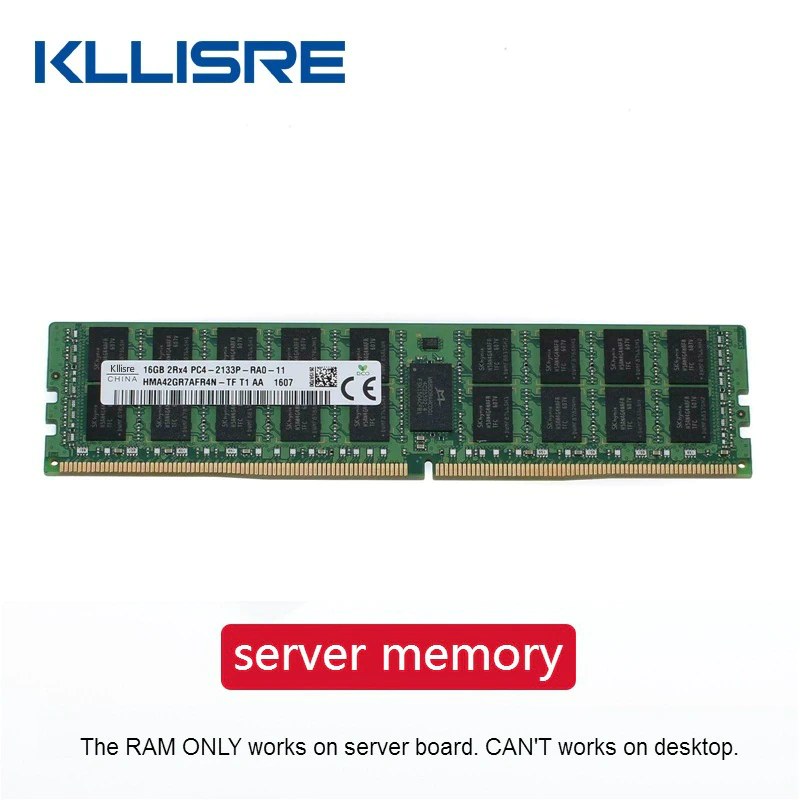 KLLISRE
Kllisre
CHINA
16GB 2Rx4 PC4-2133P-RA0-11
HMA42GR7AFR4N-TF T1 AA 1607
ECO
CE
server memory
The RAM ONLY works on server board. CAN'T works on desktop.